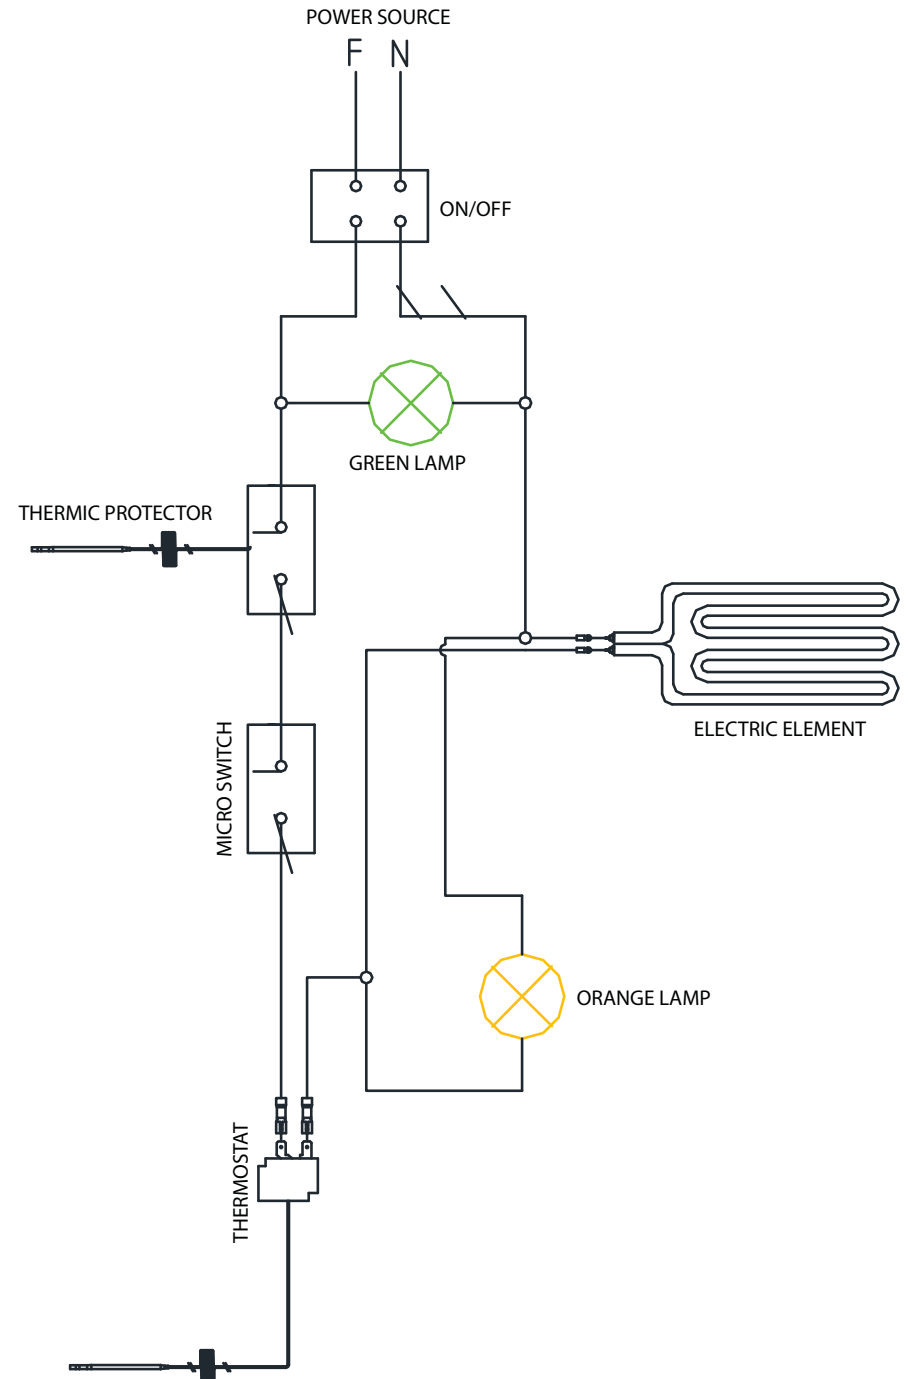 POWER SOURCE
F N
ON/OFF
GREEN LAMP
THERMIC PROTECTOR
ELECTRIC ELEMENT
MICRO SWITCH
ORANGE LAMP
THERMOSTAT